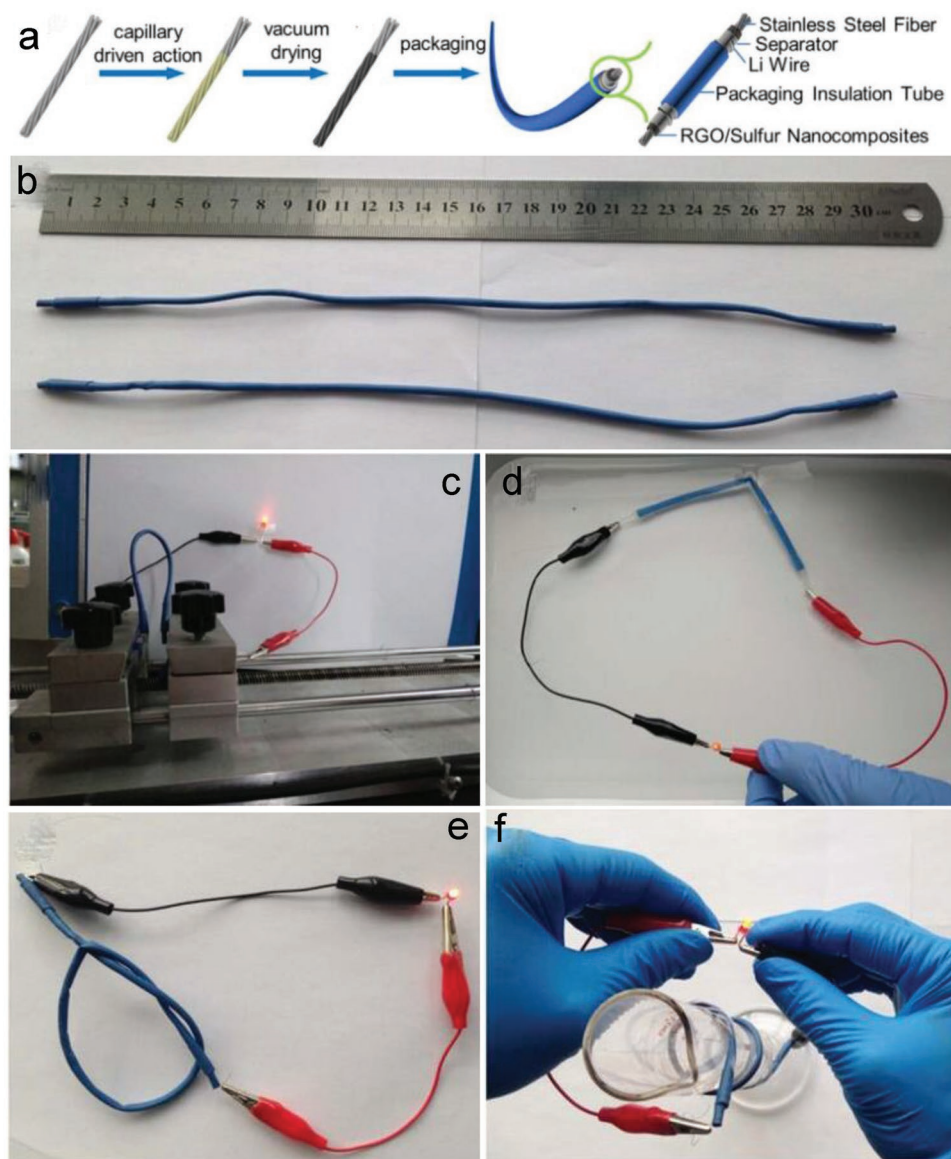 a
capillary
driven action
vacuum
drying
packaging
Stainless Steel Fiber
Separator
Li Wire
Packaging Insulation Tube
RGO/Sulfur Nanocomposites
b
1 2 3 4 5 6 7 8 9 10 11 12 13 14 15 16 17 18 19 20 21 22 23 24 25 26 27 28 29 30 cm
c
d
e
f